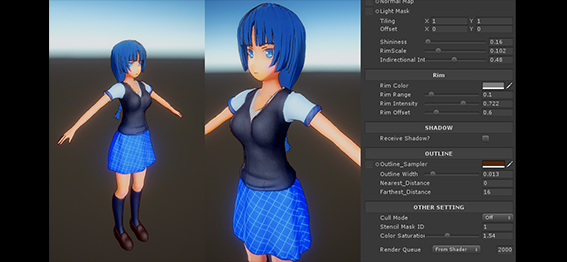 Normal Map
Light Mask
Tiling X 1 Y 1
Offset X 0 Y 0
Shininess 0.16
RimScale 0.102
Indirectional Int 0.48
Rim
Rim Color
Rim Range 0.1
Rim Intensity 0.722
Rim Offset 0.6
SHADOW
Receive Shadow?
OUTLINE
Outline_Sampler
Outline Width 0.013
Nearest_Distance 0
Farthest_Distance 16
OTHER SETTING
Cull Mode Off
Stencil Mask ID 1
Color Saturatio 1.54
Render Queue From Shader 2000